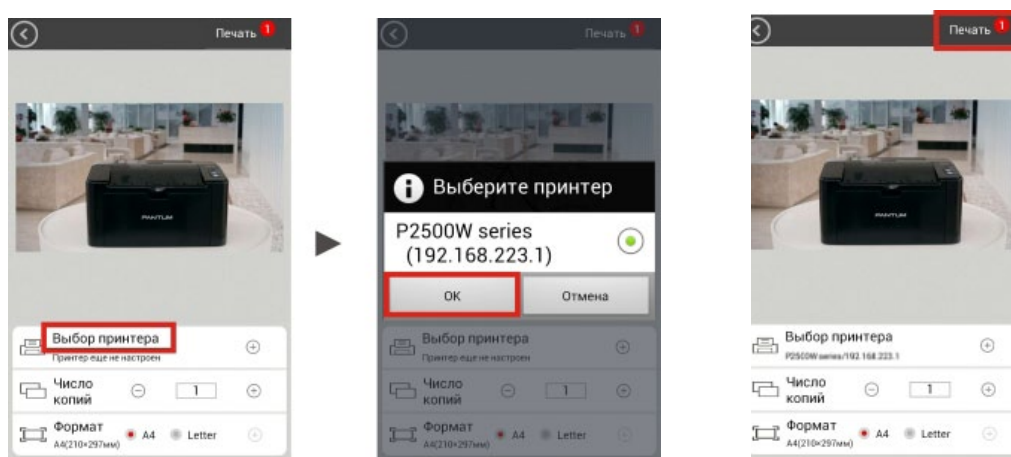 Печать 1
PANTUM
Выбор принтера
Принтер еще не настроен
Число
копий
1
Формат
A4(210×297мм)
A4
Letter
Печать 1
Выберите принтер
P2500W series
(192.168.223.1)
OK
Отмена
Выбор принтера
Принтер еще не настроен
Число
копий
1
Формат
A4(210×297мм)
A4
Letter
Печать 1
PANTUM
Выбор принтера
P2500W series/192.168.223.1
Число
копий
1
Формат
A4(210×297мм)
A4
Letter